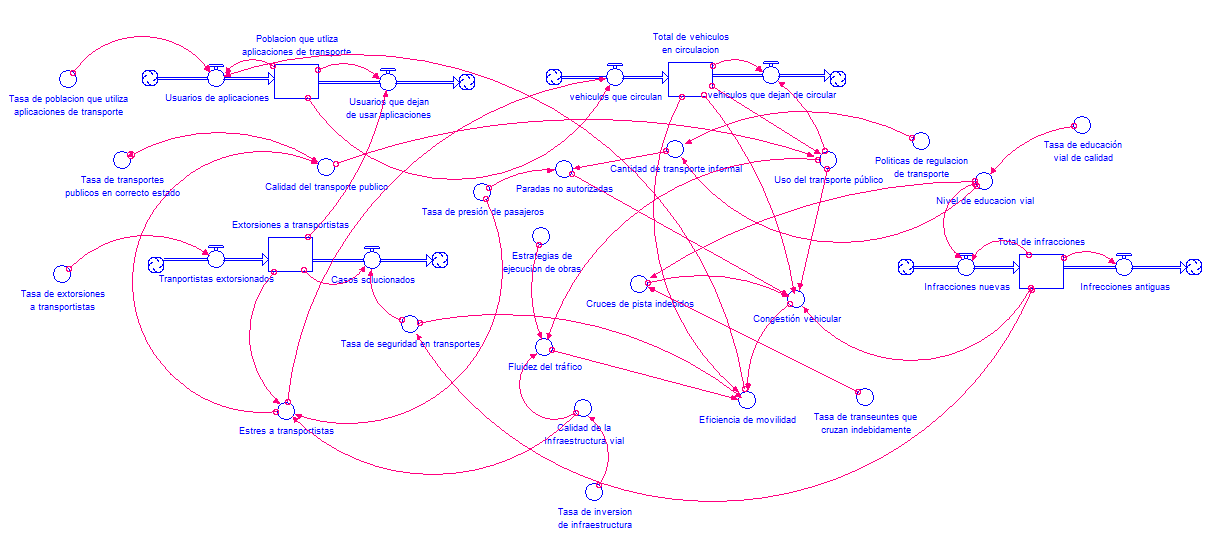 Poblacion que utliza
aplicaciones de transporte
Total de vehiculos
en circulacion
Tasa de poblacion que utiliza
aplicaciones de transporte
Usuarios de aplicaciones
Usuarios que dejan
de usar aplicaciones
vehiculos que circulan
vehiculos que dejan de circular
Tasa de transportes
publicos en correcto estado
Calidad del transporte publico
Tasa de presión de pasajeros
Paradas no autorizadas
Cantidad de transporte informal
Uso del transporte público
Politicas de regulacion
de transporte
Tasa de educación
vial de calidad
Nivel de educacion vial
Extorsiones a transportistas
Tranportistas extorsionados
Casos solucionados
Tasa de extorsiones
a transportistas
Estrategias de
ejecucion de obras
Cruces de pista indebidos
Congestión vehicular
Total de infracciones
Infracciones nuevas
Infrecciones antiguas
Tasa de seguridad en transportes
Fluidez del tráfico
Estres a transportistas
Calidad de la
infraestructura vial
Eficiencia de movilidad
Tasa de transeuntes que
cruzan indebidamente
Tasa de inversion
de infraestructura